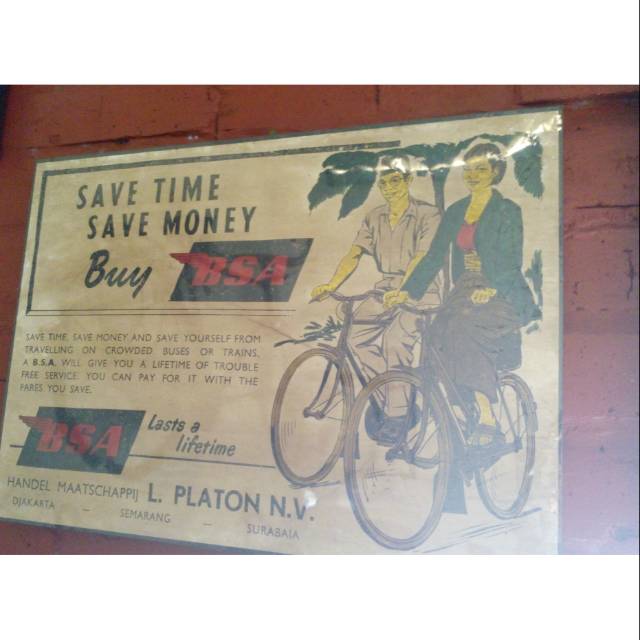 SAVE TIME
SAVE MONEY
Buy BSA
SAVE TIME, SAVE MONEY AND SAVE YOURSELF FROM
TRAVELLING ON CROWDED BUSES OR TRAINS.
A B.S.A. WILL GIVE YOU A LIFETIME OF TROUBLE
FREE SERVICE. YOU CAN PAY FOR IT WITH THE
FARES YOU SAVE.
BSA
Lasts a
lifetime
HANDEL MAATSCHAPPIJ L. PLATON N.V.
DJAKARTA – SEMARANG – SURABAIA